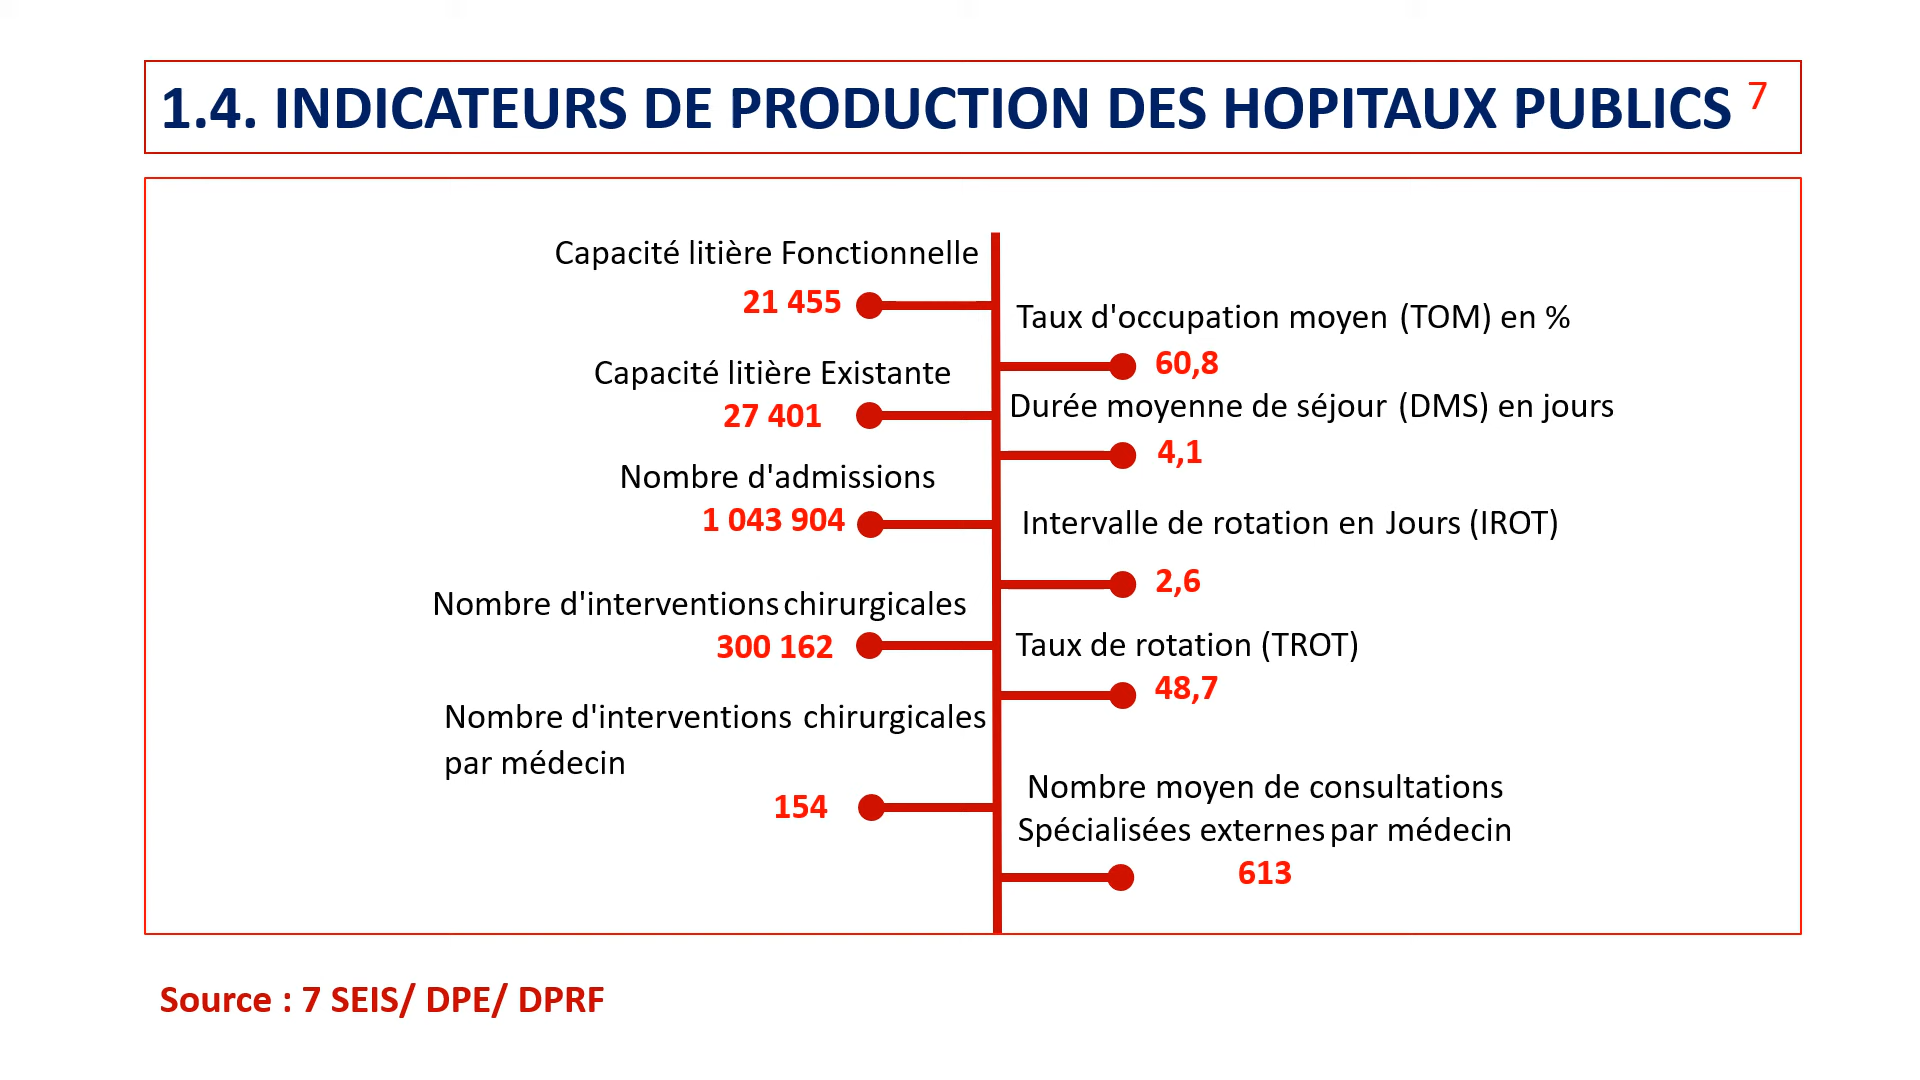 1.4. INDICATEURS DE PRODUCTION DES HOPITAUX PUBLICS 7
Capacité litière Fonctionnelle
21 455
Capacité litière Existante
27 401
Nombre d'admissions
1 043 904
Nombre d'interventions chirurgicales
300 162
Nombre d'interventions chirurgicales
par médecin
154
Taux d'occupation moyen (TOM) en %
60,8
Durée moyenne de séjour (DMS) en jours
4,1
Intervalle de rotation en Jours (IROT)
2,6
Taux de rotation (TROT)
48,7
Nombre moyen de consultations
Spécialisées externes par médecin
613
Source : 7 SEIS/ DPE/ DPRF